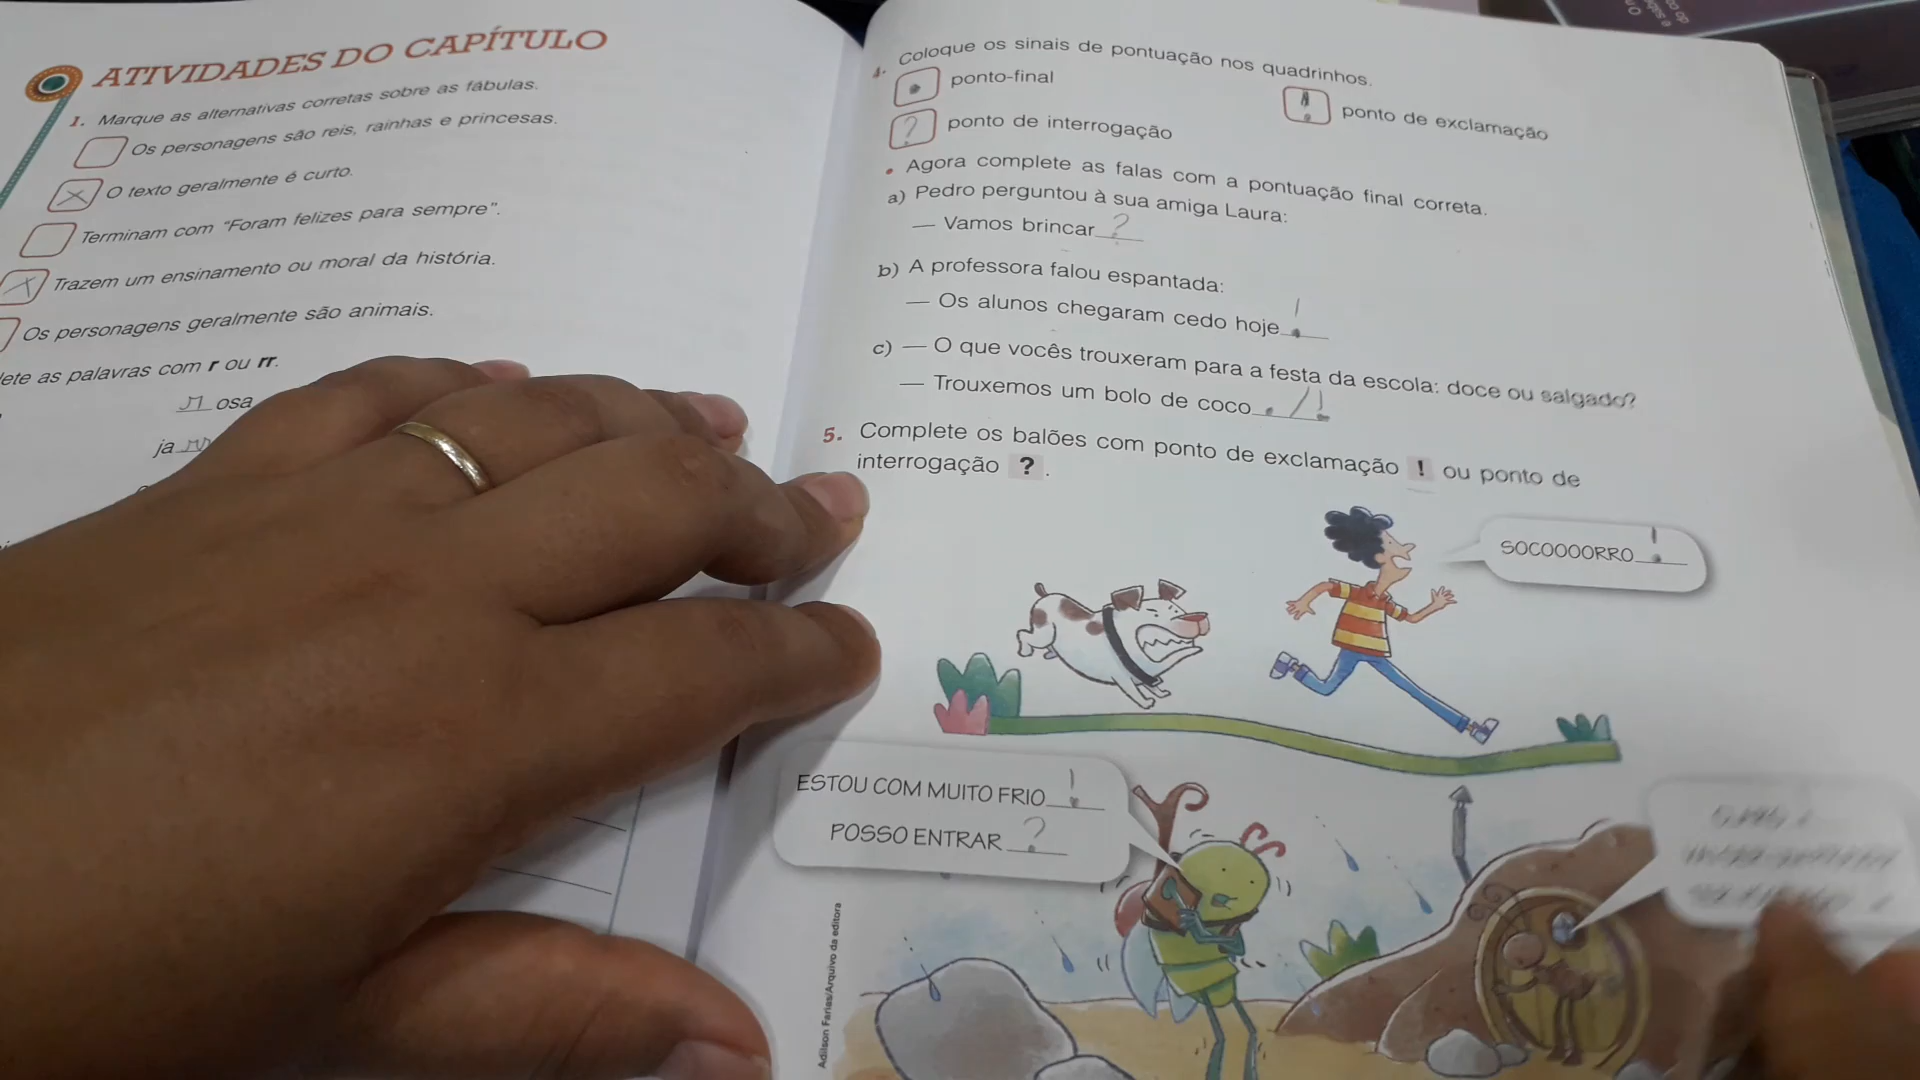 ATIVIDADES DO CAPÍTULO
1. Marque as alternativas corretas sobre as fábulas.
Os personagens são reis, rainhas e princesas.
X O texto geralmente é curto.
Terminam com “Foram felizes para sempre”.
X Trazem um ensinamento ou moral da história.
Os personagens geralmente são animais.
ete as palavras com r ou rr.
r osa
ja rr
4. Coloque os sinais de pontuação nos quadrinhos.
. ponto-final
! ponto de exclamação
? ponto de interrogação
• Agora complete as falas com a pontuação final correta.
a) Pedro perguntou à sua amiga Laura:
— Vamos brincar ?
b) A professora falou espantada:
— Os alunos chegaram cedo hoje !
c) — O que vocês trouxeram para a festa da escola: doce ou salgado?
— Trouxemos um bolo de coco . / !
5. Complete os balões com ponto de exclamação ! ou ponto de
interrogação ? .
SOCOOOORRO !
ESTOU COM MUITO FRIO !
POSSO ENTRAR ?
Adilson Farias/Arquivo da editora